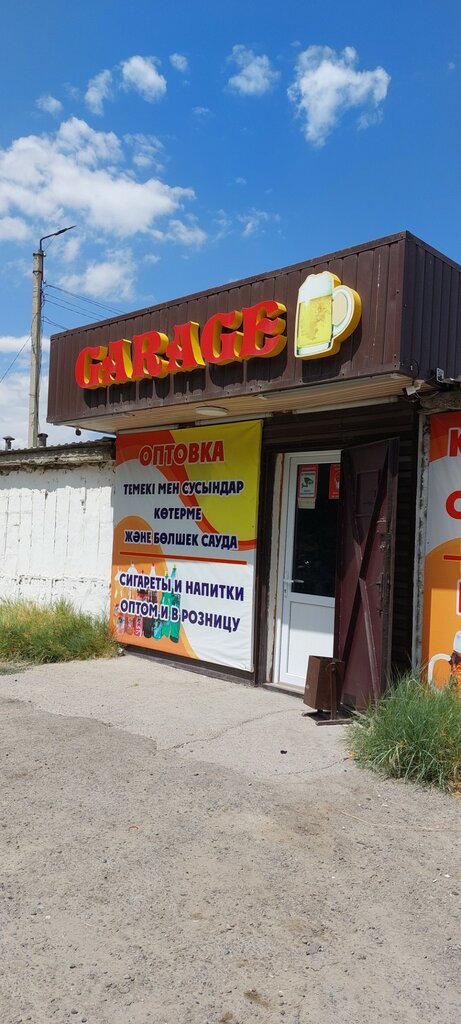 GARAGE
ОПТОВКА
ТЕМЕКІ МЕН СУСЫНДАР
КӨТЕРМЕ
ЖӘНЕ БӨЛШЕК САУДА
СИГАРЕТЫ И НАПИТКИ
ОПТОМ И В РОЗНИЦУ